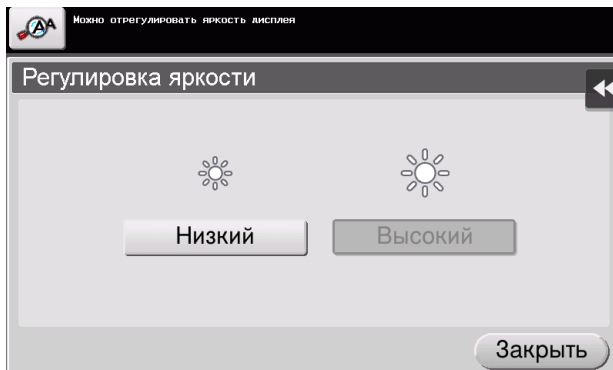 Можно отрегулировать яркость дисплея
Регулировка яркости
Низкий
Высокий
Закрыть